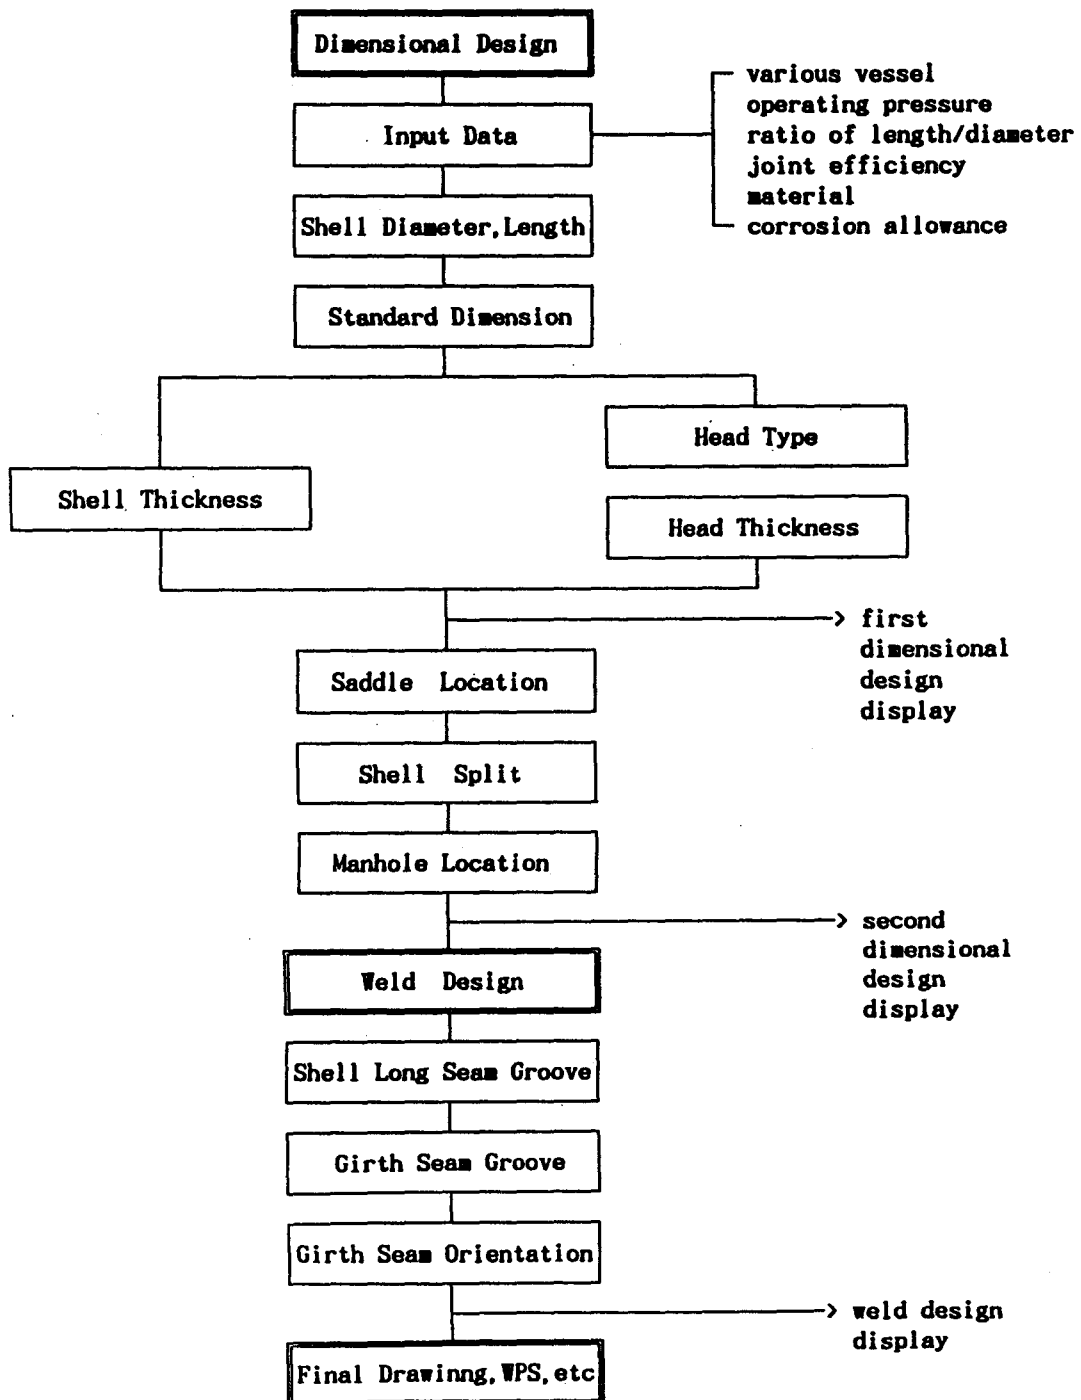 Dimensional Design
Input Data
various vessel
operating pressure
ratio of length/diameter
joint efficiency
material
corrosion allowance
Shell Diameter,Length
Standard Dimension
Head Type
Shell Thickness
Head Thickness
first
dimensional
design
display
Saddle Location
Shell Split
Manhole Location
second
dimensional
design
display
Weld Design
Shell Long Seam Groove
Girth Seam Groove
Girth Seam Orientation
weld design
display
Final Drawinng,WPS,etc